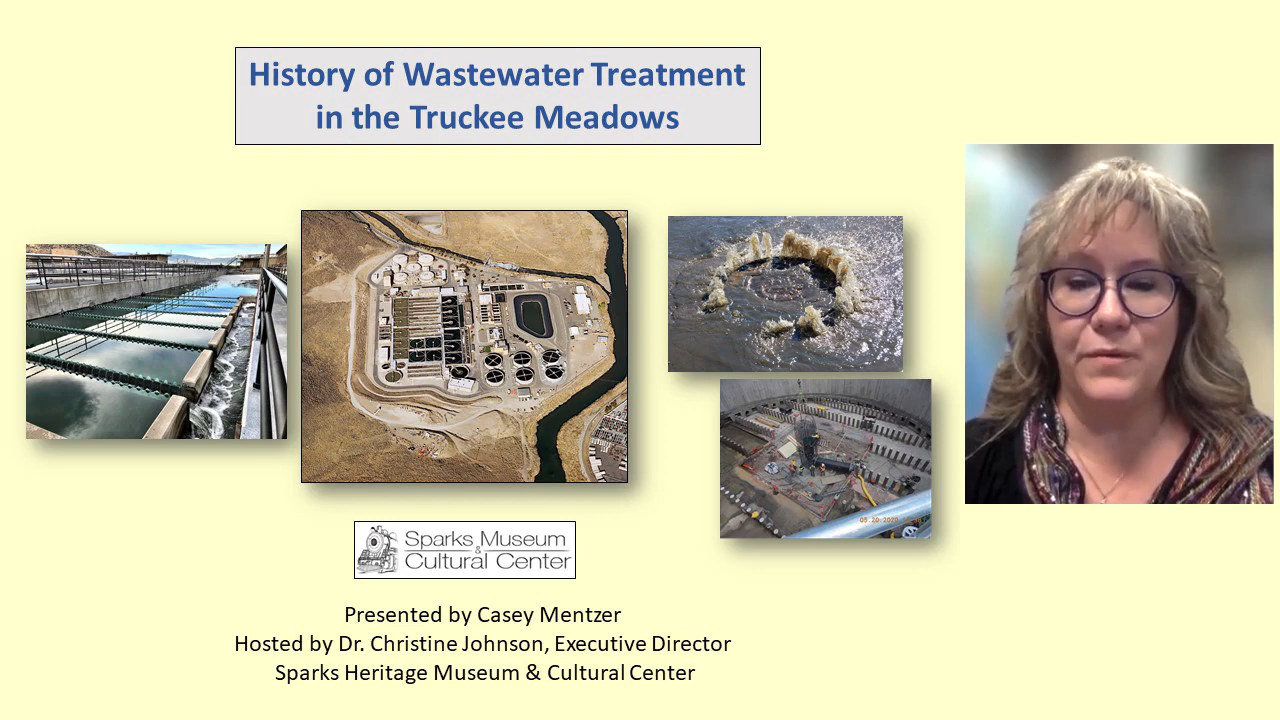 History of Wastewater Treatment
in the Truckee Meadows
Sparks Museum
&
Cultural Center
Presented by Casey Mentzer
Hosted by Dr. Christine Johnson, Executive Director
Sparks Heritage Museum & Cultural Center